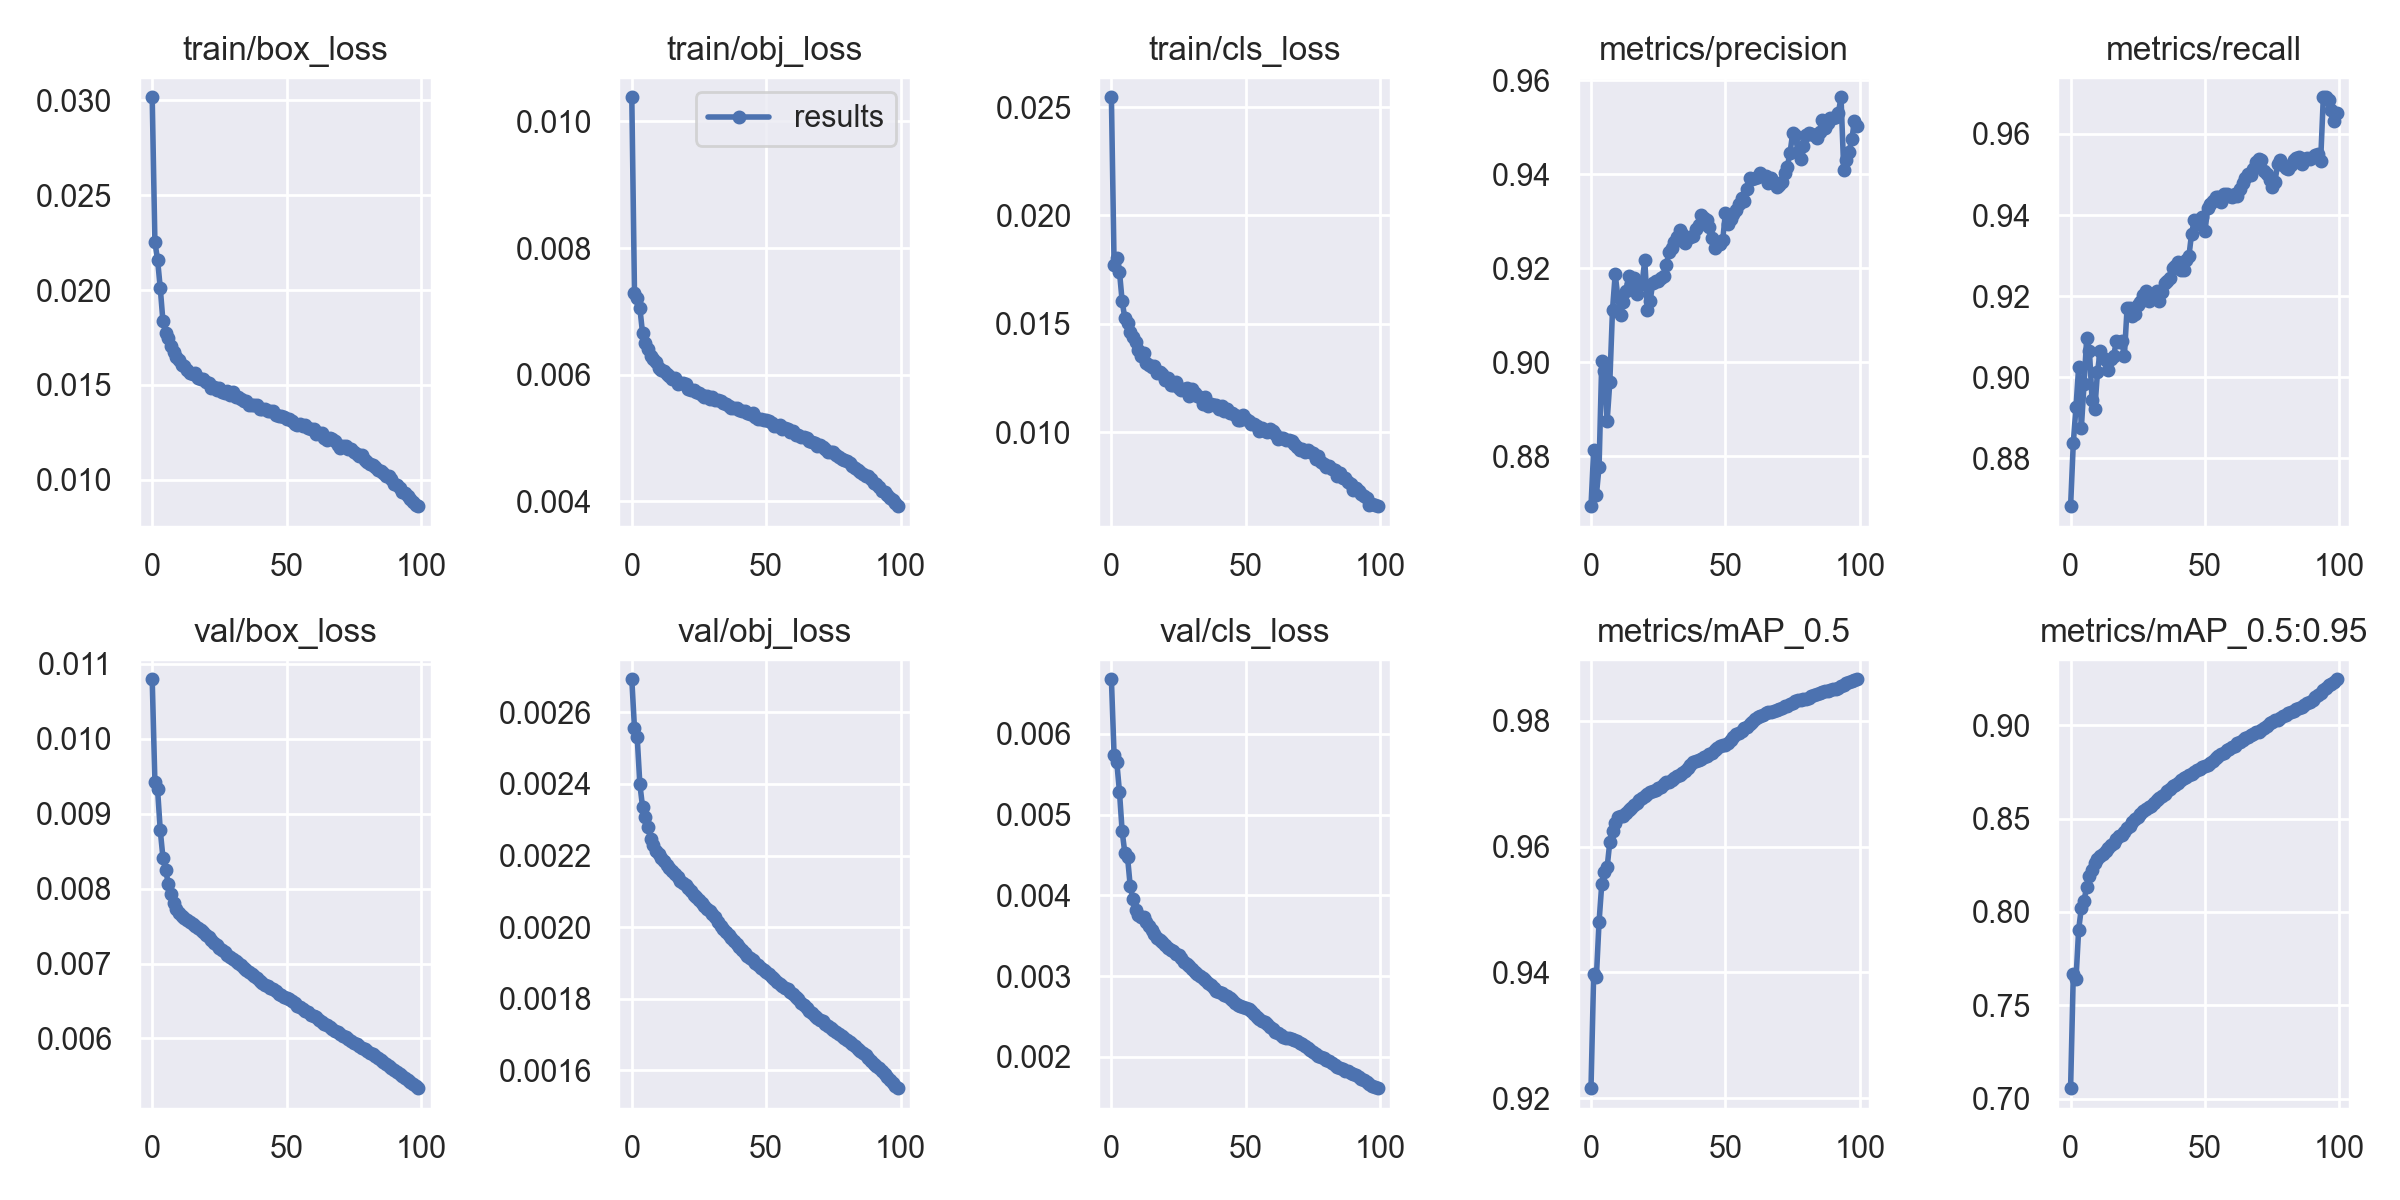 train/box_loss
train/obj_loss
train/cls_loss
metrics/precision
metrics/recall
0.030
0.025
0.020
0.015
0.010
0 50 100
results
0.010
0.008
0.006
0.004
0 50 100
0.025
0.020
0.015
0.010
0 50 100
0.96
0.94
0.92
0.90
0.88
0 50 100
0.96
0.94
0.92
0.90
0.88
0 50 100
val/box_loss
val/obj_loss
val/cls_loss
metrics/mAP_0.5
metrics/mAP_0.5:0.95
0.011
0.010
0.009
0.008
0.007
0.006
0 50 100
0.0026
0.0024
0.0022
0.0020
0.0018
0.0016
0 50 100
0.006
0.005
0.004
0.003
0.002
0 50 100
0.98
0.96
0.94
0.92
0 50 100
0.90
0.85
0.80
0.75
0.70
0 50 100